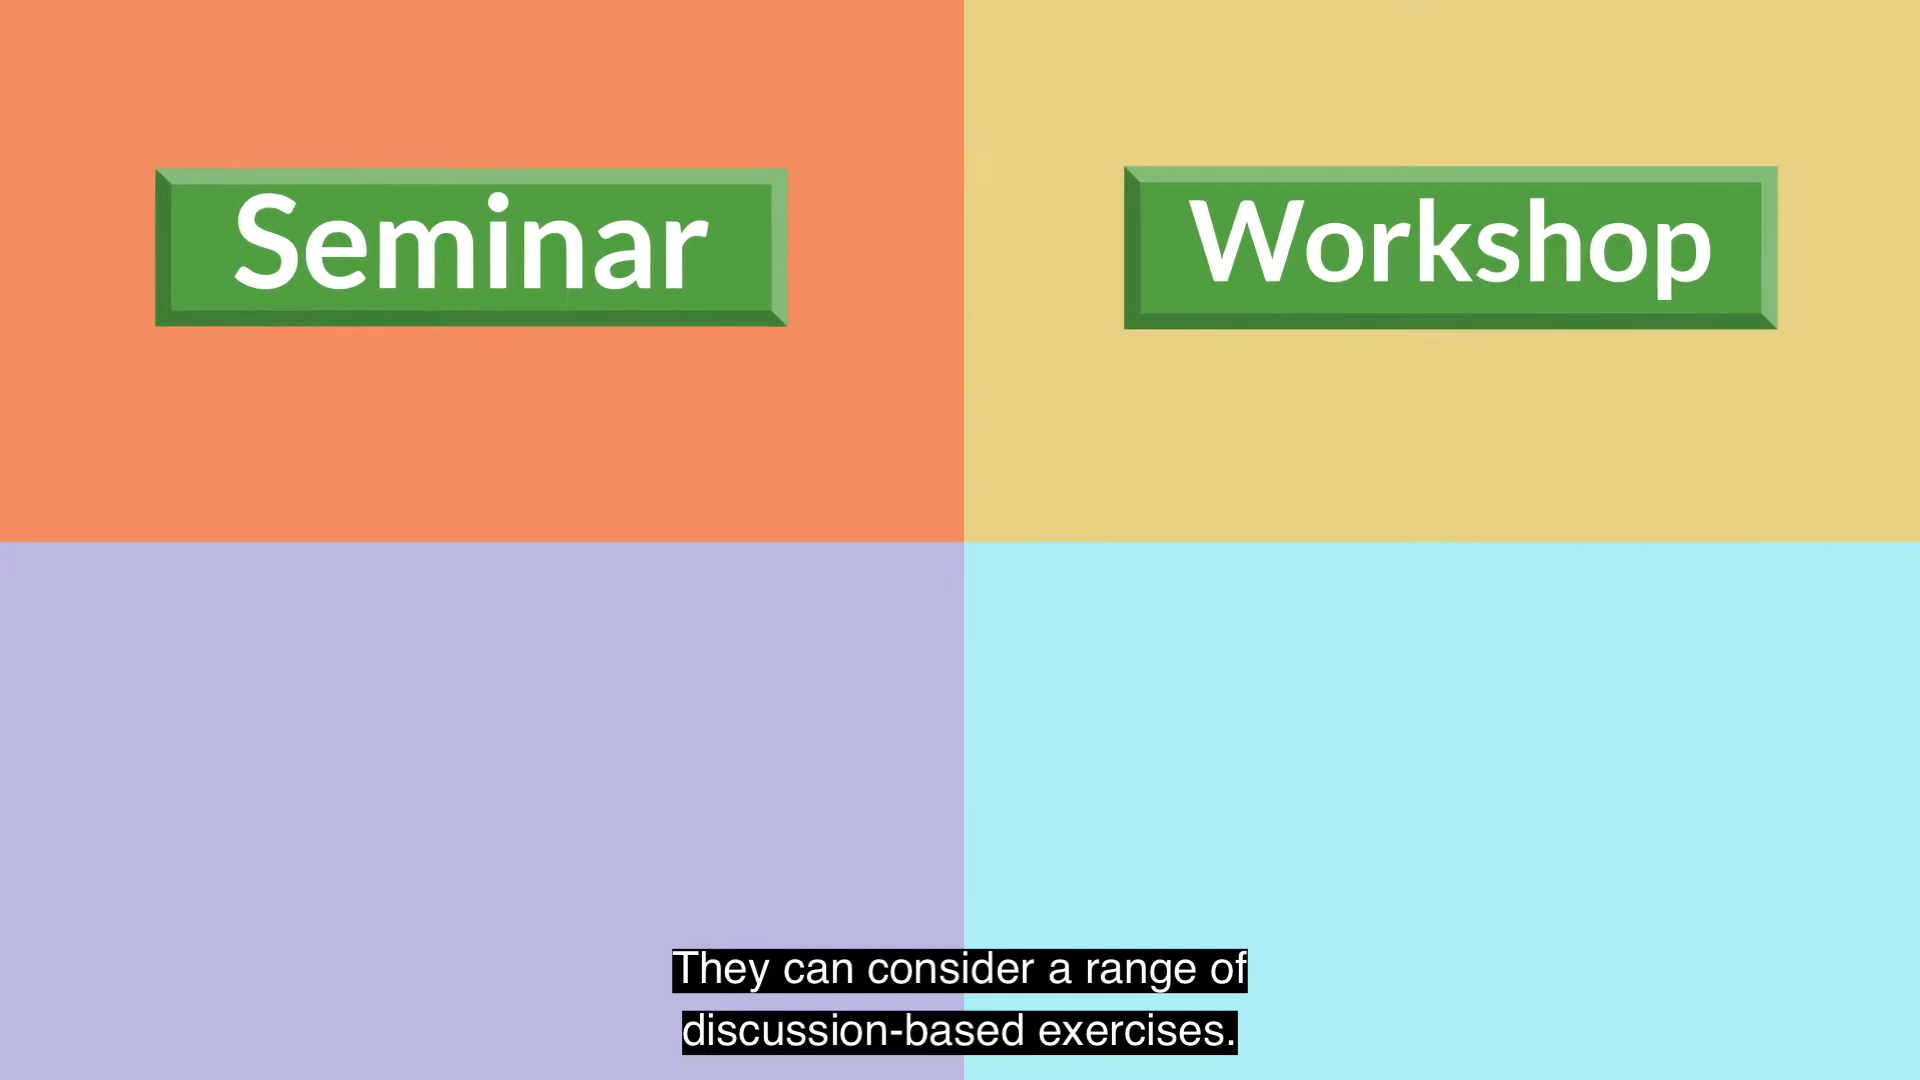 Seminar
Workshop
They can consider a range of
discussion-based exercises.